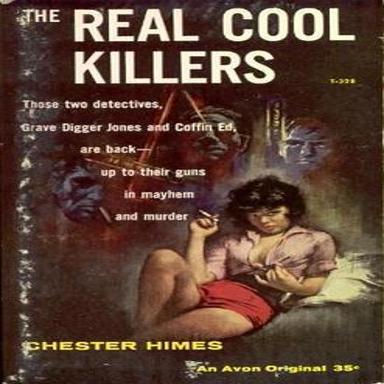 THE REAL COOL
KILLERS
T-328
Those two detectives,
Grave Digger Jones and Coffin Ed,
are back—
up to their guns
in mayhem
and murder
CHESTER HIMES
An Avon Original 35¢